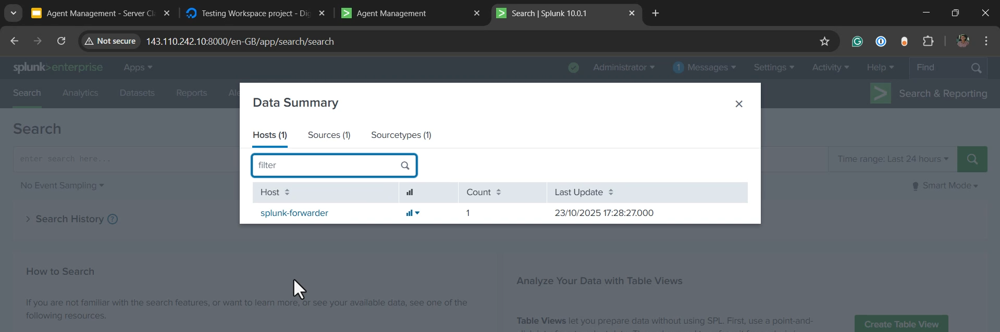 Agent Management - Server Cl
Testing Workspace project - Dig
Agent Management
Search | Splunk 10.0.1
Not secure
143.110.242.10:8000/en-GB/app/search/search
splunk>enterprise
Apps
Administrator
1
Messages
Settings
Activity
Help
Find
Search
Analytics
Datasets
Reports
Ale
Search & Reporting
Data Summary
Hosts (1)
Sources (1)
Sourcetypes (1)
filter
Host
Count
Last Update
splunk-forwarder
1
23/10/2025 17:28:27.000
Search
enter search here...
Time range: Last 24 hours
No Event Sampling
Smart Mode
Search History
How to Search
If you are not familiar with the search features, or want to learn more, or see your available data, see one of the
following resources.
Analyze Your Data with Table Views
Table Views let you prepare data without using SPL. First, use a point-and-
Create Table View